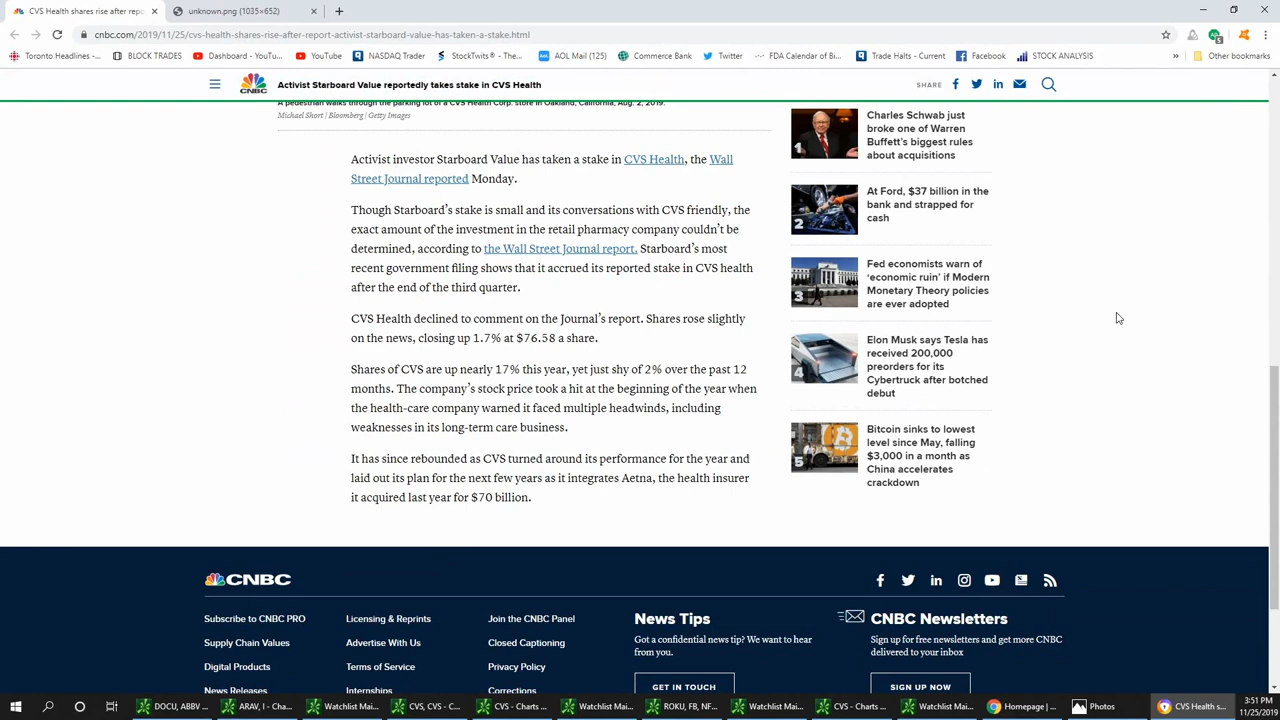 CVS Health shares rise after repo
unknown.png (1035×652)
cnbc.com/2019/11/25/cvs-health-shares-rise-after-report-activist-starboard-value-has-taken-a-stake.html
Toronto Headlines -...
BLOCK TRADES
Dashboard - YouTu...
YouTube
NASDAQ Trader
StockTwits® - The...
AOL Mail (125)
Commerce Bank
Twitter
FDA Calendar of Bi...
Trade Halts - Current
Facebook
STOCK ANALYSIS
»
Other bookmarks
CNBC
Activist Starboard Value reportedly takes stake in CVS Health
SHARE
A pedestrian walks through the parking lot of a CVS Health Corp. store in Oakland, California, Aug. 2, 2019.
Michael Short | Bloomberg | Getty Images
Activist investor Starboard Value has taken a stake in CVS Health, the Wall
Street Journal reported Monday.
Though Starboard's stake is small and its conversations with CVS friendly, the
exact amount of the investment in the retail pharmacy company couldn't be
determined, according to the Wall Street Journal report. Starboard's most
recent government filing shows that it accrued its reported stake in CVS health
after the end of the third quarter.
CVS Health declined to comment on the Journal's report. Shares rose slightly
on the news, closing up 1.7% at $76.58 a share.
Shares of CVS are up nearly 17% this year, yet just shy of 2% over the past 12
months. The company's stock price took a hit at the beginning of the year when
the health-care company warned it faced multiple headwinds, including
weaknesses in its long-term care business.
It has since rebounded as CVS turned around its performance for the year and
laid out its plan for the next few years as it integrates Aetna, the health insurer
it acquired last year for $70 billion.
1
Charles Schwab just
broke one of Warren
Buffett's biggest rules
about acquisitions
2
At Ford, $37 billion in the
bank and strapped for
cash
3
Fed economists warn of
'economic ruin' if Modern
Monetary Theory policies
are ever adopted
4
Elon Musk says Tesla has
received 200,000
preorders for its
Cybertruck after botched
debut
5
Bitcoin sinks to lowest
level since May, falling
$3,000 in a month as
China accelerates
crackdown
CNBC
Subscribe to CNBC PRO
Supply Chain Values
Digital Products
News Releases
Licensing & Reprints
Advertise With Us
Terms of Service
Internships
Join the CNBC Panel
Closed Captioning
Privacy Policy
Corrections
News Tips
Got a confidential news tip? We want to hear
from you.
GET IN TOUCH
CNBC Newsletters
Sign up for free newsletters and get more CNBC
delivered to your inbox
SIGN UP NOW
DOCU, ABBV ...
ARAV, I - Cha...
Watchlist Mai...
CVS, CVS - C...
CVS - Charts ...
Watchlist Mai...
ROKU, FB, NF...
Watchlist Mai...
CVS - Charts ...
Watchlist Mai...
Homepage | ...
Photos
CVS Health s...
3:51 PM
11/25/2019